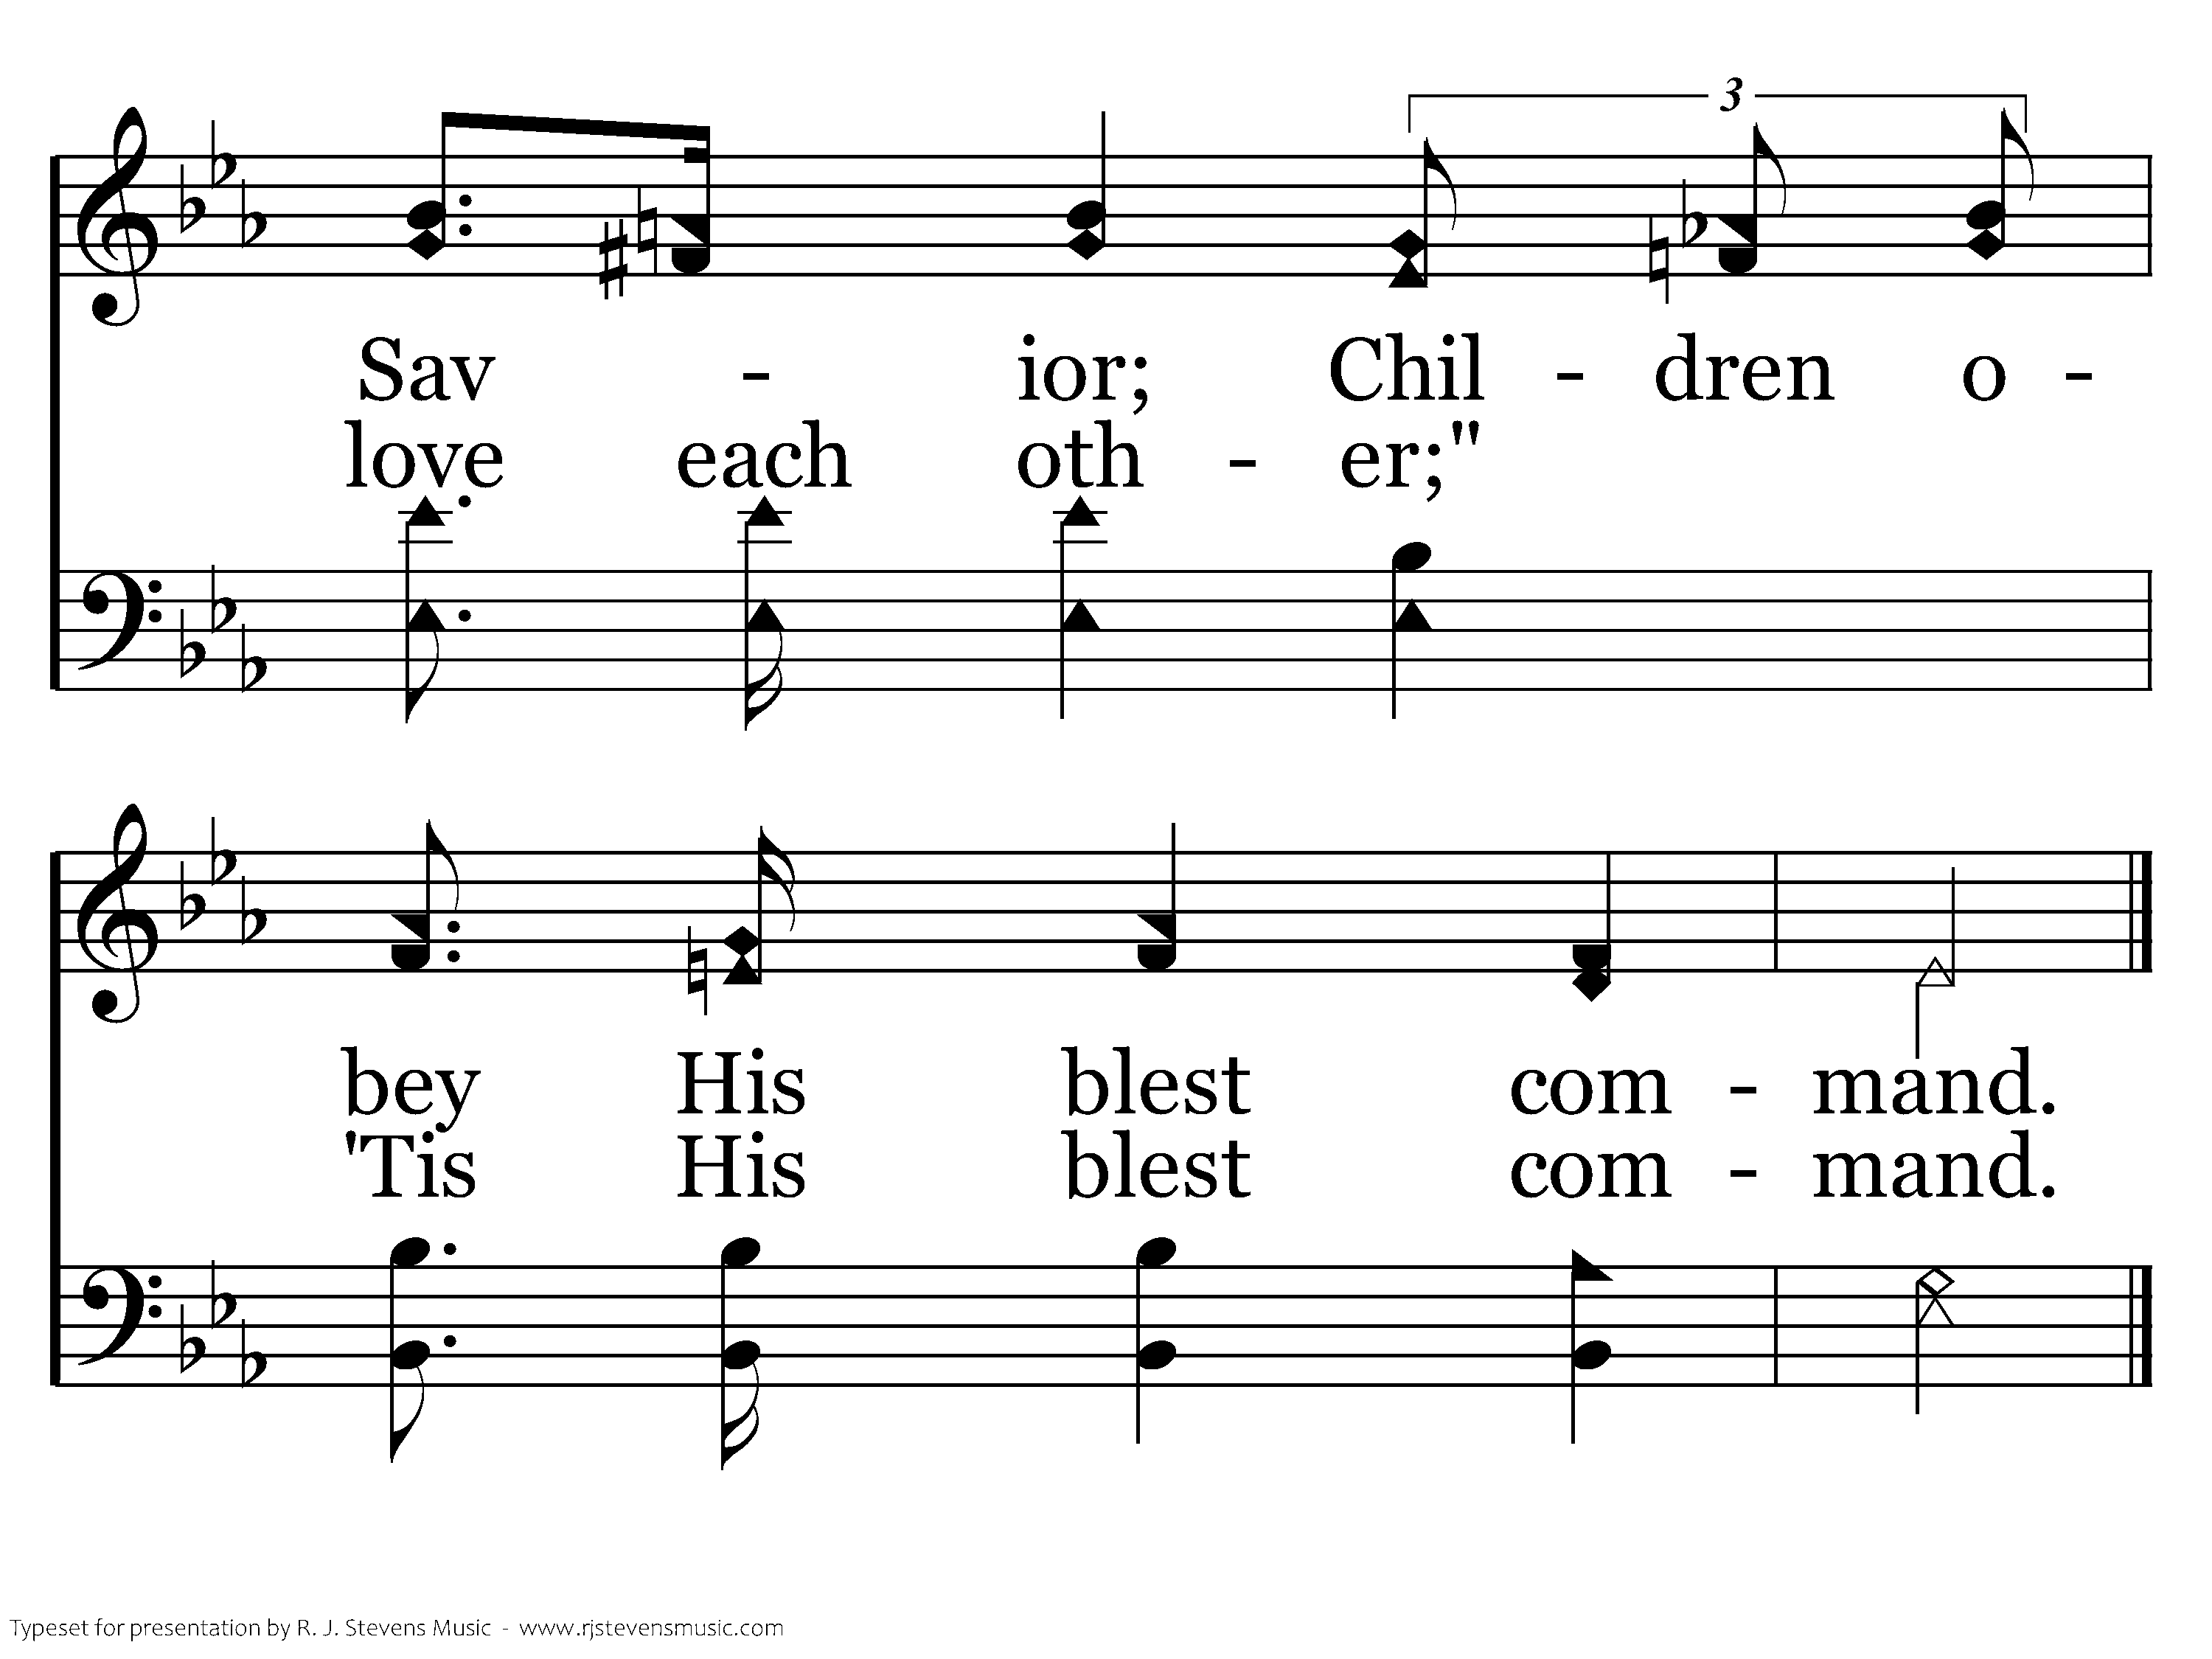 3
Sav - ior; Chil - dren o -
love each oth - er;"
bey His blest com - mand.
'Tis His blest com - mand.
Typeset for presentation by R. J. Stevens Music - www.rjstevensmusic.com